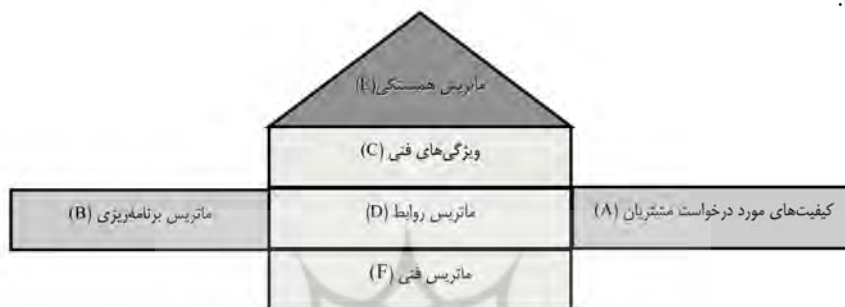 ماتریس همبستگی (E)
ویژگی‌های فنی (C)
کیفیت‌های مورد درخواست مشتریان (A)
ماتریس روابط (D)
ماتریس برنامه‌ریزی (B)
ماتریس فنی (F)